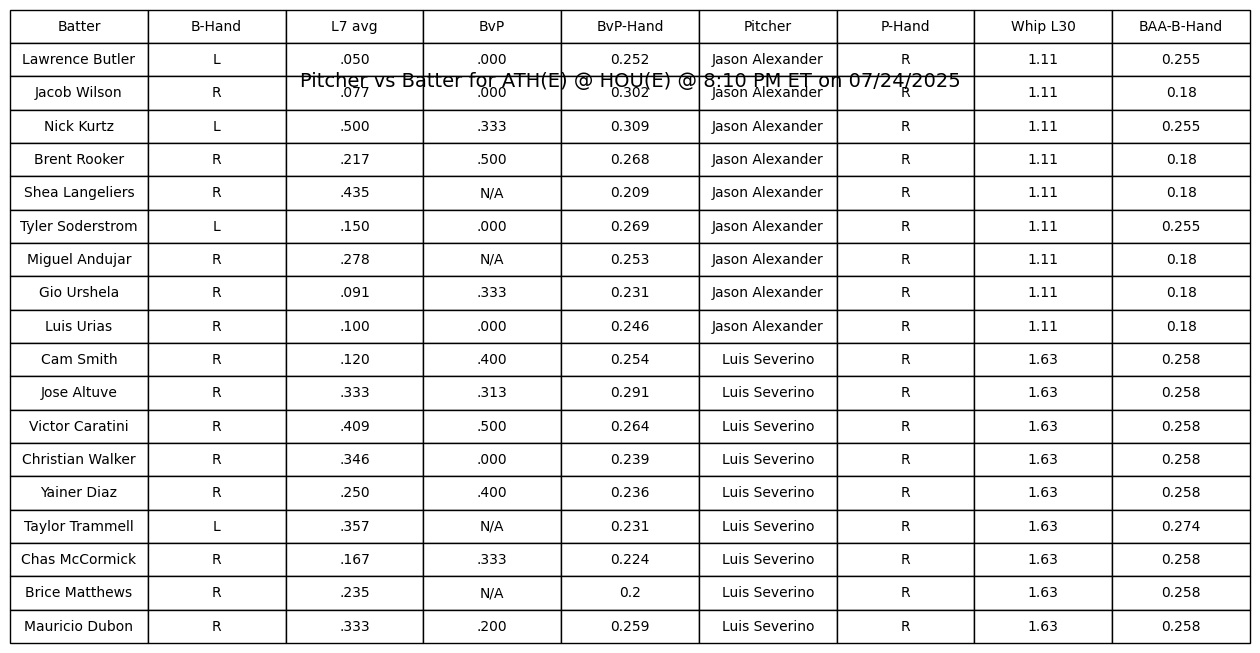 Batter B-Hand L7 avg BvP BvP-Hand Pitcher P-Hand Whip L30 BAA-B-Hand
Lawrence Butler L .050 .000 0.252 Jason Alexander R 1.11 0.255
Pitcher vs Batter for ATH(E) @ HOU(E) @ 8:10 PM ET on 07/24/2025
Jacob Wilson R .077 .000 0.302 Jason Alexander R 1.11 0.18
Nick Kurtz L .500 .333 0.309 Jason Alexander R 1.11 0.255
Brent Rooker R .217 .500 0.268 Jason Alexander R 1.11 0.18
Shea Langeliers R .435 N/A 0.209 Jason Alexander R 1.11 0.18
Tyler Soderstrom L .150 .000 0.269 Jason Alexander R 1.11 0.255
Miguel Andujar R .278 N/A 0.253 Jason Alexander R 1.11 0.18
Gio Urshela R .091 .333 0.231 Jason Alexander R 1.11 0.18
Luis Urias R .100 .000 0.246 Jason Alexander R 1.11 0.18
Cam Smith R .120 .400 0.254 Luis Severino R 1.63 0.258
Jose Altuve R .333 .313 0.291 Luis Severino R 1.63 0.258
Victor Caratini R .409 .500 0.264 Luis Severino R 1.63 0.258
Christian Walker R .346 .000 0.239 Luis Severino R 1.63 0.258
Yainer Diaz R .250 .400 0.236 Luis Severino R 1.63 0.258
Taylor Trammell L .357 N/A 0.231 Luis Severino R 1.63 0.274
Chas McCormick R .167 .333 0.224 Luis Severino R 1.63 0.258
Brice Matthews R .235 N/A 0.2 Luis Severino R 1.63 0.258
Mauricio Dubon R .333 .200 0.259 Luis Severino R 1.63 0.258